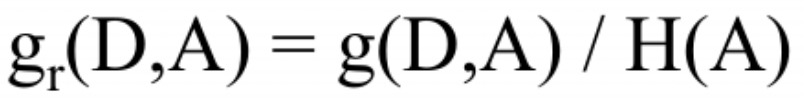 gᵣ(D,A) = g(D,A) / H(A)